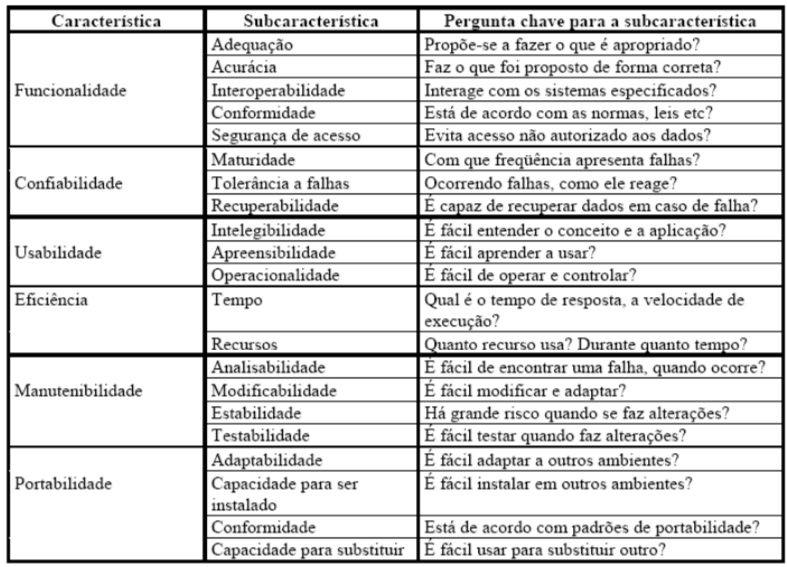 Característica Subcaracterística Pergunta chave para a subcaracterística
Funcionalidade
Adequação Propõe-se a fazer o que é apropriado?
Acurácia Faz o que foi proposto de forma correta?
Interoperabilidade Interage com os sistemas especificados?
Conformidade Está de acordo com as normas, leis etc?
Segurança de acesso Evita acesso não autorizado aos dados?
Confiabilidade
Maturidade Com que freqüência apresenta falhas?
Tolerância a falhas Ocorrendo falhas, como ele reage?
Recuperabilidade É capaz de recuperar dados em caso de falha?
Usabilidade
Intelegibilidade É fácil entender o conceito e a aplicação?
Apreensibilidade É fácil aprender a usar?
Operacionalidade É fácil de operar e controlar?
Eficiência Tempo Qual é o tempo de resposta, a velocidade de
execução?
Recursos Quanto recurso usa? Durante quanto tempo?
Manutenibilidade
Analisabilidade É fácil de encontrar uma falha, quando ocorre?
Modificabilidade É fácil modificar e adaptar?
Estabilidade Há grande risco quando se faz alterações?
Testabilidade É fácil testar quando faz alterações?
Portabilidade
Adaptabilidade É fácil adaptar a outros ambientes?
Capacidade para ser É fácil instalar em outros ambientes?
instalado
Conformidade Está de acordo com padrões de portabilidade?
Capacidade para substituir É fácil usar para substituir outro?